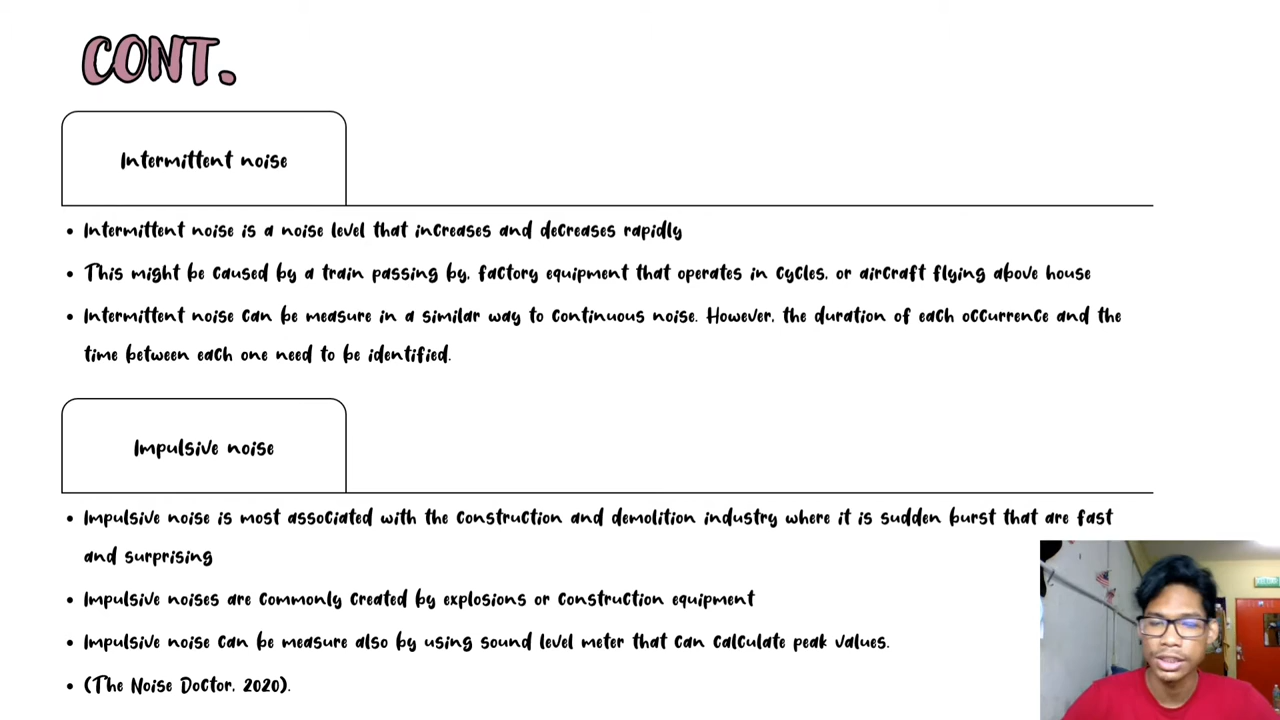 CONT.
Intermittent noise
• Intermittent noise is a noise level that increases and decreases rapidly
• This might be caused by a train passing by, factory equipment that operates in cycles, or aircraft flying above house
• Intermittent noise can be measure in a similar way to continuous noise. However, the duration of each occurrence and the
time between each one need to be identified.
Impulsive noise
• Impulsive noise is most associated with the construction and demolition industry where it is sudden burst that are fast
and surprising
• Impulsive noises are commonly created by explosions or construction equipment
• Impulsive noise can be measure also by using sound level meter that can calculate peak values.
• (The Noise Doctor, 2020).